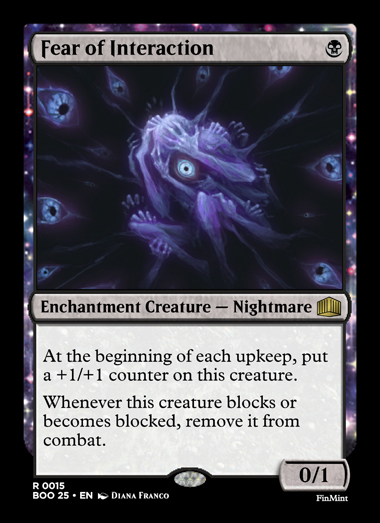 Fear of Interaction
Enchantment Creature — Nightmare
At the beginning of each upkeep, put
a +1/+1 counter on this creature.
Whenever this creature blocks or
becomes blocked, remove it from
combat.
0/1
R 0015
BOO 25 • EN Diana Franco
FinMint